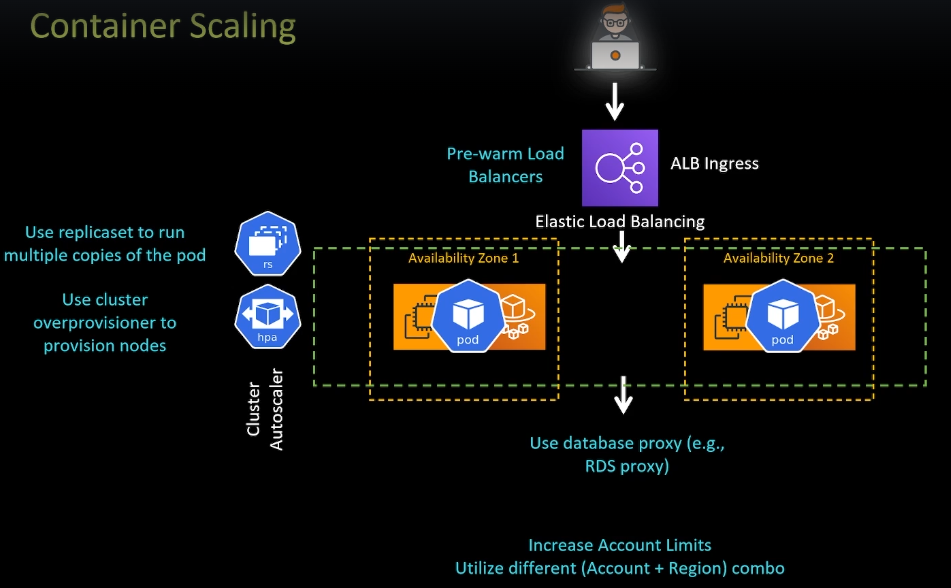 Container Scaling
Pre-warm Load
Balancers
ALB Ingress
Elastic Load Balancing
Use replicaset to run
multiple copies of the pod
rs
Use cluster
overprovisioner to
provision nodes
hpa
Cluster
Autoscaler
Availability Zone 1
pod
Availability Zone 2
pod
Use database proxy (e.g.,
RDS proxy)
Increase Account Limits
Utilize different (Account + Region) combo